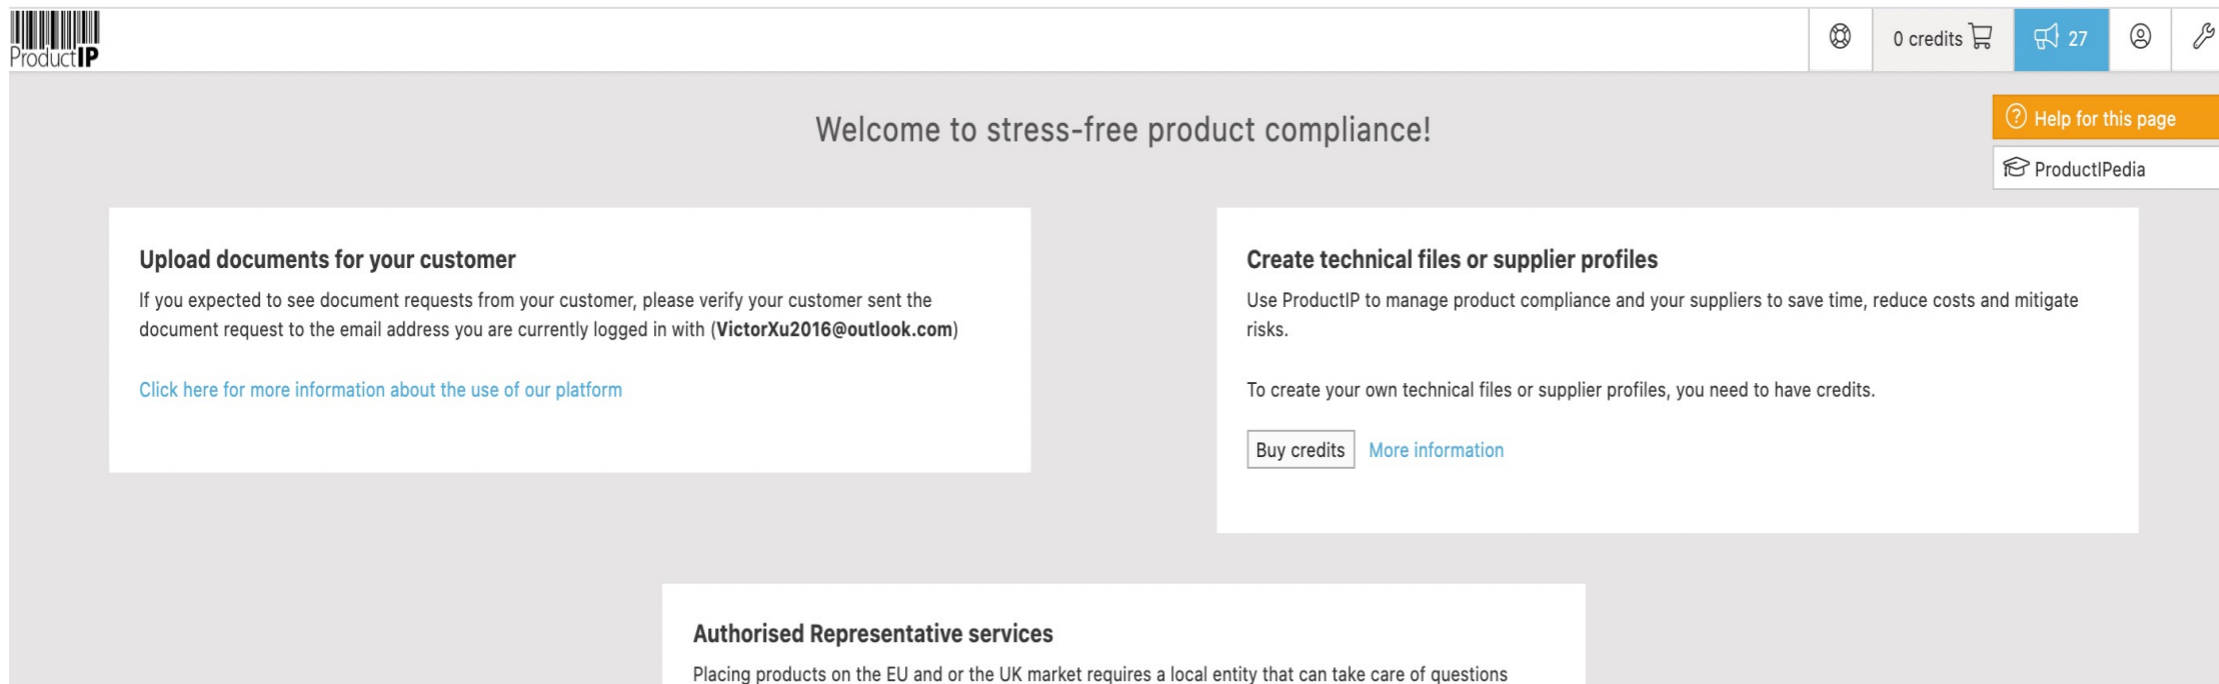 ProductIP
0 credits
27
Welcome to stress-free product compliance!
Help for this page
ProductIPedia
Upload documents for your customer
If you expected to see document requests from your customer, please verify your customer sent the
document request to the email address you are currently logged in with (VictorXu2016@outlook.com)
Click here for more information about the use of our platform
Create technical files or supplier profiles
Use ProductIP to manage product compliance and your suppliers to save time, reduce costs and mitigate
risks.
To create your own technical files or supplier profiles, you need to have credits.
Buy credits More information
Authorised Representative services
Placing products on the EU and or the UK market requires a local entity that can take care of questions